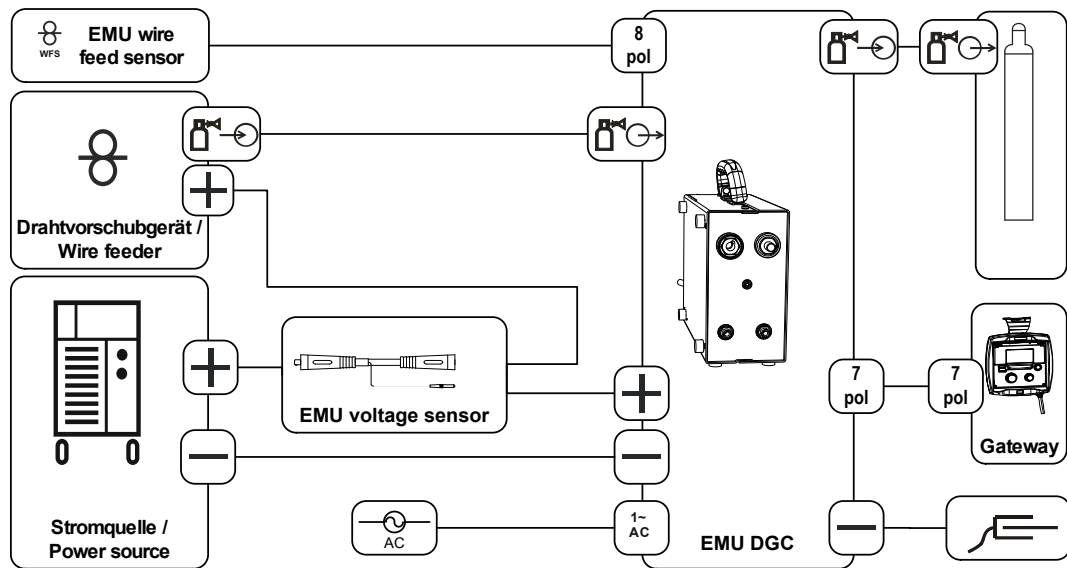 WFS
EMU wire
feed sensor
8
pol
Drahtvorschubgerät /
Wire feeder
EMU voltage sensor
7
pol
7
pol
Gateway
Stromquelle /
Power source
AC
1~
AC
EMU DGC